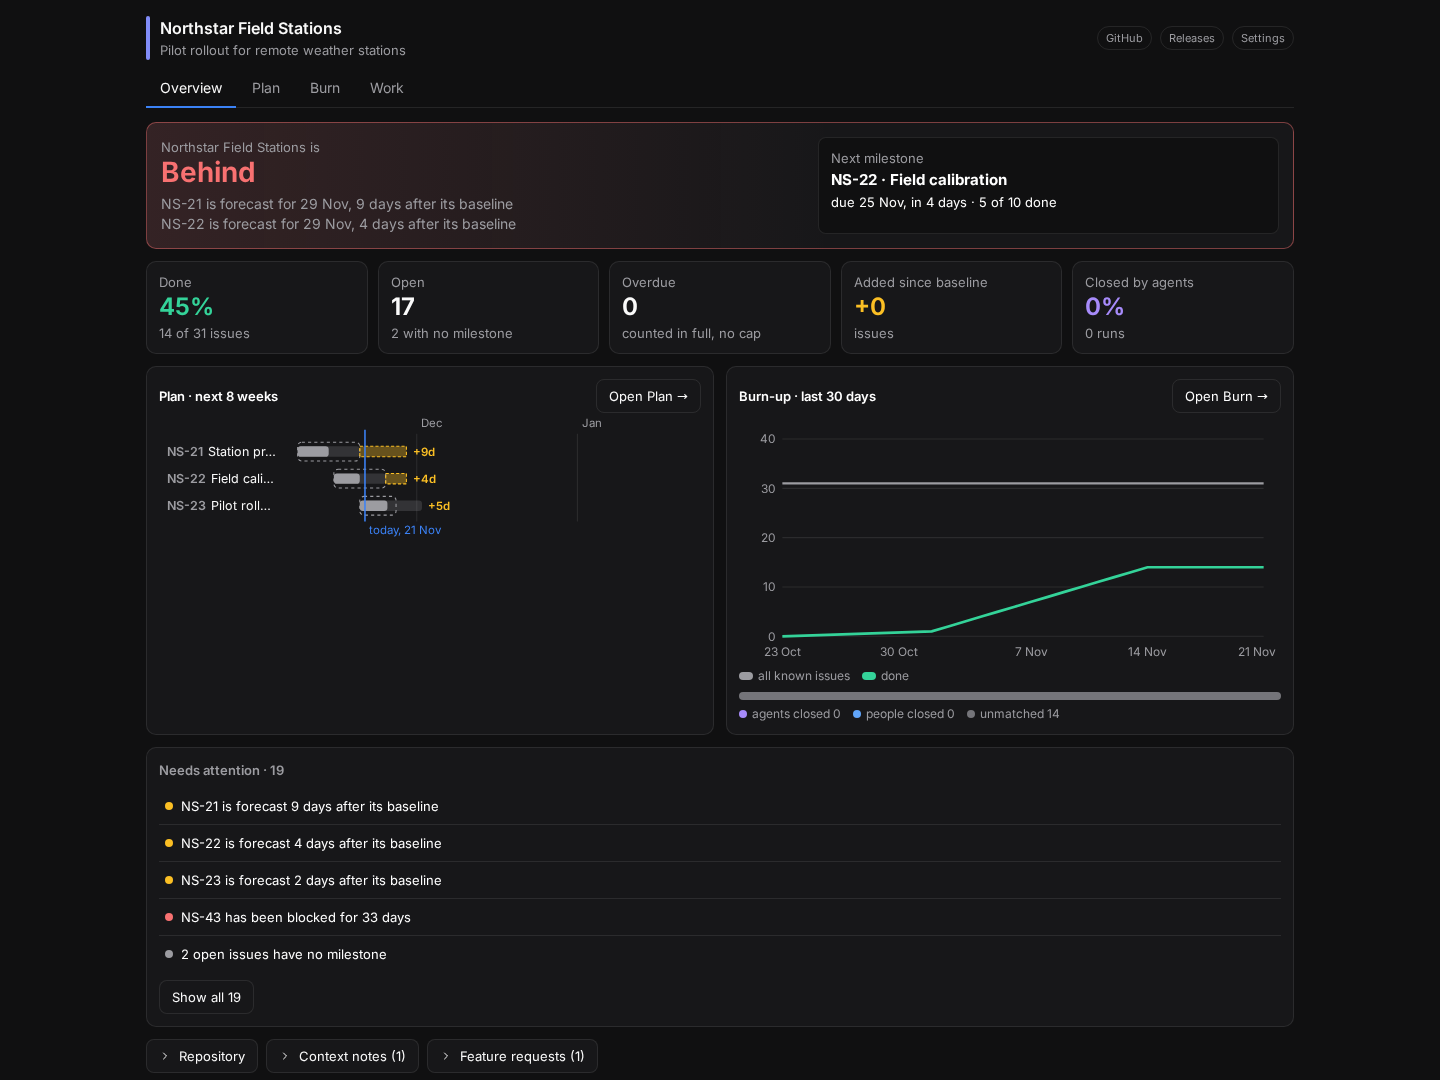 Northstar Field Stations
Pilot rollout for remote weather stations
GitHub
Releases
Settings
Overview
Plan
Burn
Work
Northstar Field Stations is
Behind
NS-21 is forecast for 29 Nov, 9 days after its baseline
NS-22 is forecast for 29 Nov, 4 days after its baseline
Next milestone
NS-22 · Field calibration
due 25 Nov, in 4 days · 5 of 10 done
Done
45%
14 of 31 issues
Open
17
2 with no milestone
Overdue
0
counted in full, no cap
Added since baseline
+0
issues
Closed by agents
0%
0 runs
Plan · next 8 weeks
Open Plan →
Dec
Jan
NS-21 Station pr...
+9d
NS-22 Field cali...
+4d
NS-23 Pilot roll...
+5d
today, 21 Nov
Burn-up · last 30 days
Open Burn →
40
30
20
10
0
23 Oct
30 Oct
7 Nov
14 Nov
21 Nov
all known issues
done
agents closed 0
people closed 0
unmatched 14
Needs attention · 19
NS-21 is forecast 9 days after its baseline
NS-22 is forecast 4 days after its baseline
NS-23 is forecast 2 days after its baseline
NS-43 has been blocked for 33 days
2 open issues have no milestone
Show all 19
Repository
Context notes (1)
Feature requests (1)